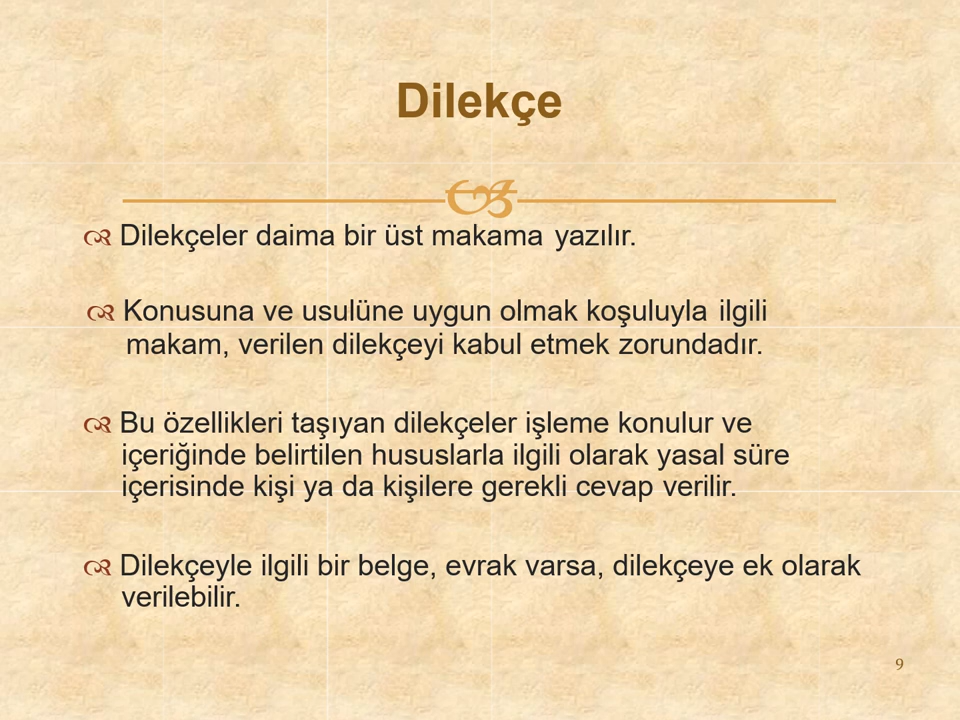 Dilekçe
Dilekçeler daima bir üst makama yazılır.
Konusuna ve usulüne uygun olmak koşuluyla ilgili
makam, verilen dilekçeyi kabul etmek zorundadır.
Bu özellikleri taşıyan dilekçeler işleme konulur ve
içeriğinde belirtilen hususlarla ilgili olarak yasal süre
içerisinde kişi ya da kişilere gerekli cevap verilir.
Dilekçeyle ilgili bir belge, evrak varsa, dilekçeye ek olarak
verilebilir.
9